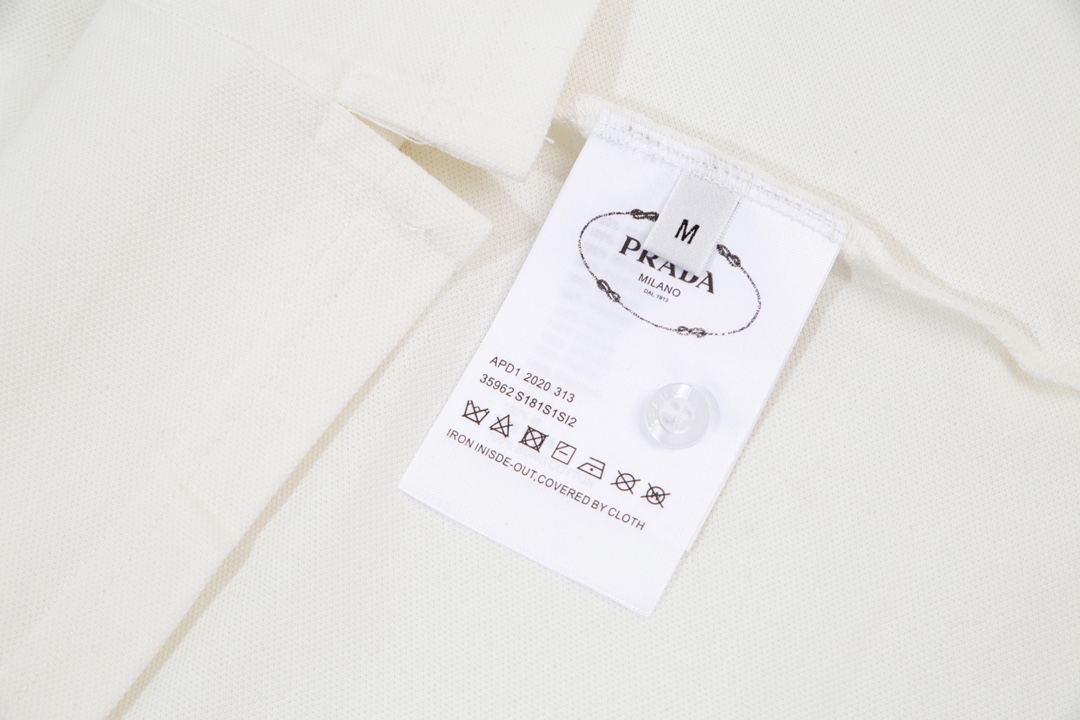 M
PRADA
MILANO
DAL 1913
APD1 2020 313
35962 S181S1SI2
IRON INISDE-OUT,COVERED BY CLOTH